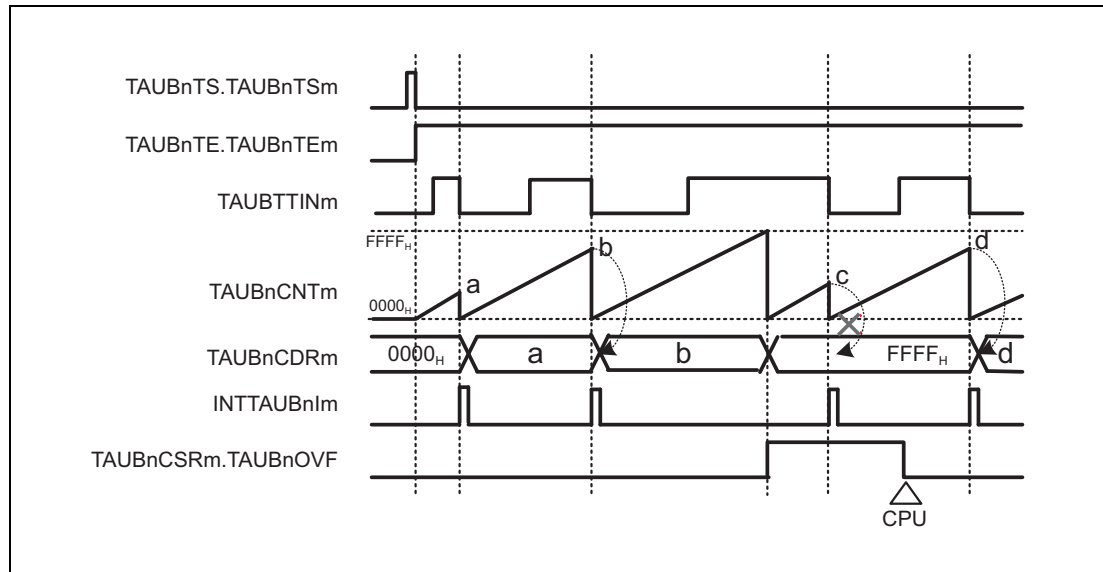 TAUBnTS.TAUBnTSm
TAUBnTE.TAUBnTEm
TAUBTTINm
FFFFH
a
b
c
d
TAUBnCNTm
0000H
TAUBnCDRm
0000H
a
b
FFFFH
d
INTTAUBnIm
TAUBnCSRm.TAUBnOVF
CPU